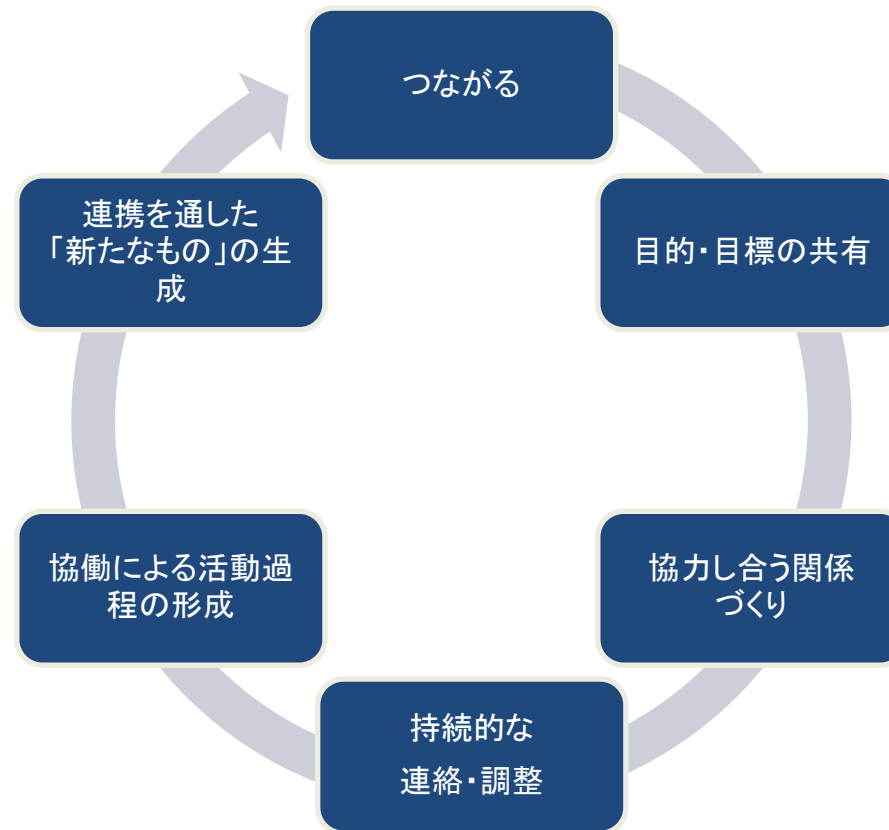 つながる
目的・目標の共有
協力し合う関係
づくり
持続的な
連絡・調整
協働による活動過
程の形成
連携を通した
「新たなもの」の生
成